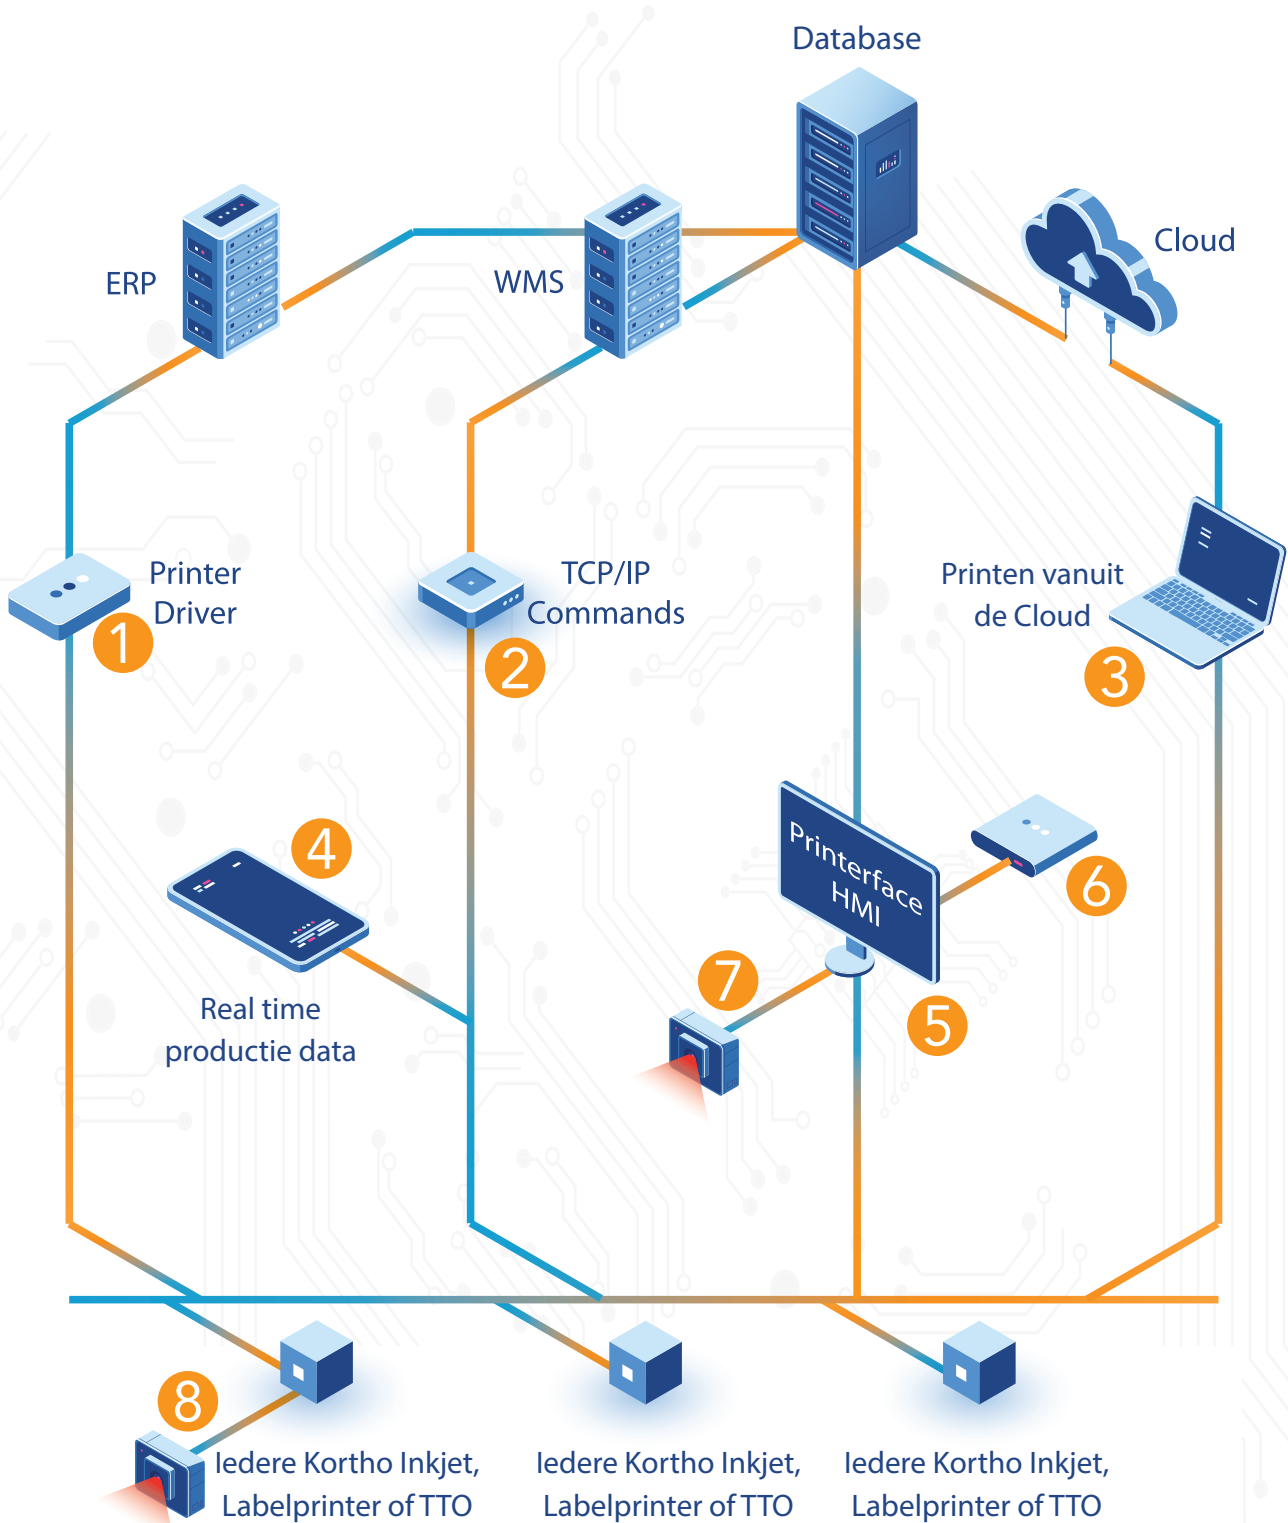 Database
Cloud
ERP
WMS
Printer
Driver
1
TCP/IP
Commands
2
Printen vanuit
de Cloud
3
4
Real time
productie data
Printerface
HMI
5
6
7
8
Iedere Kortho Inkjet,
Labelprinter of TTO
Iedere Kortho Inkjet,
Labelprinter of TTO
Iedere Kortho Inkjet,
Labelprinter of TTO